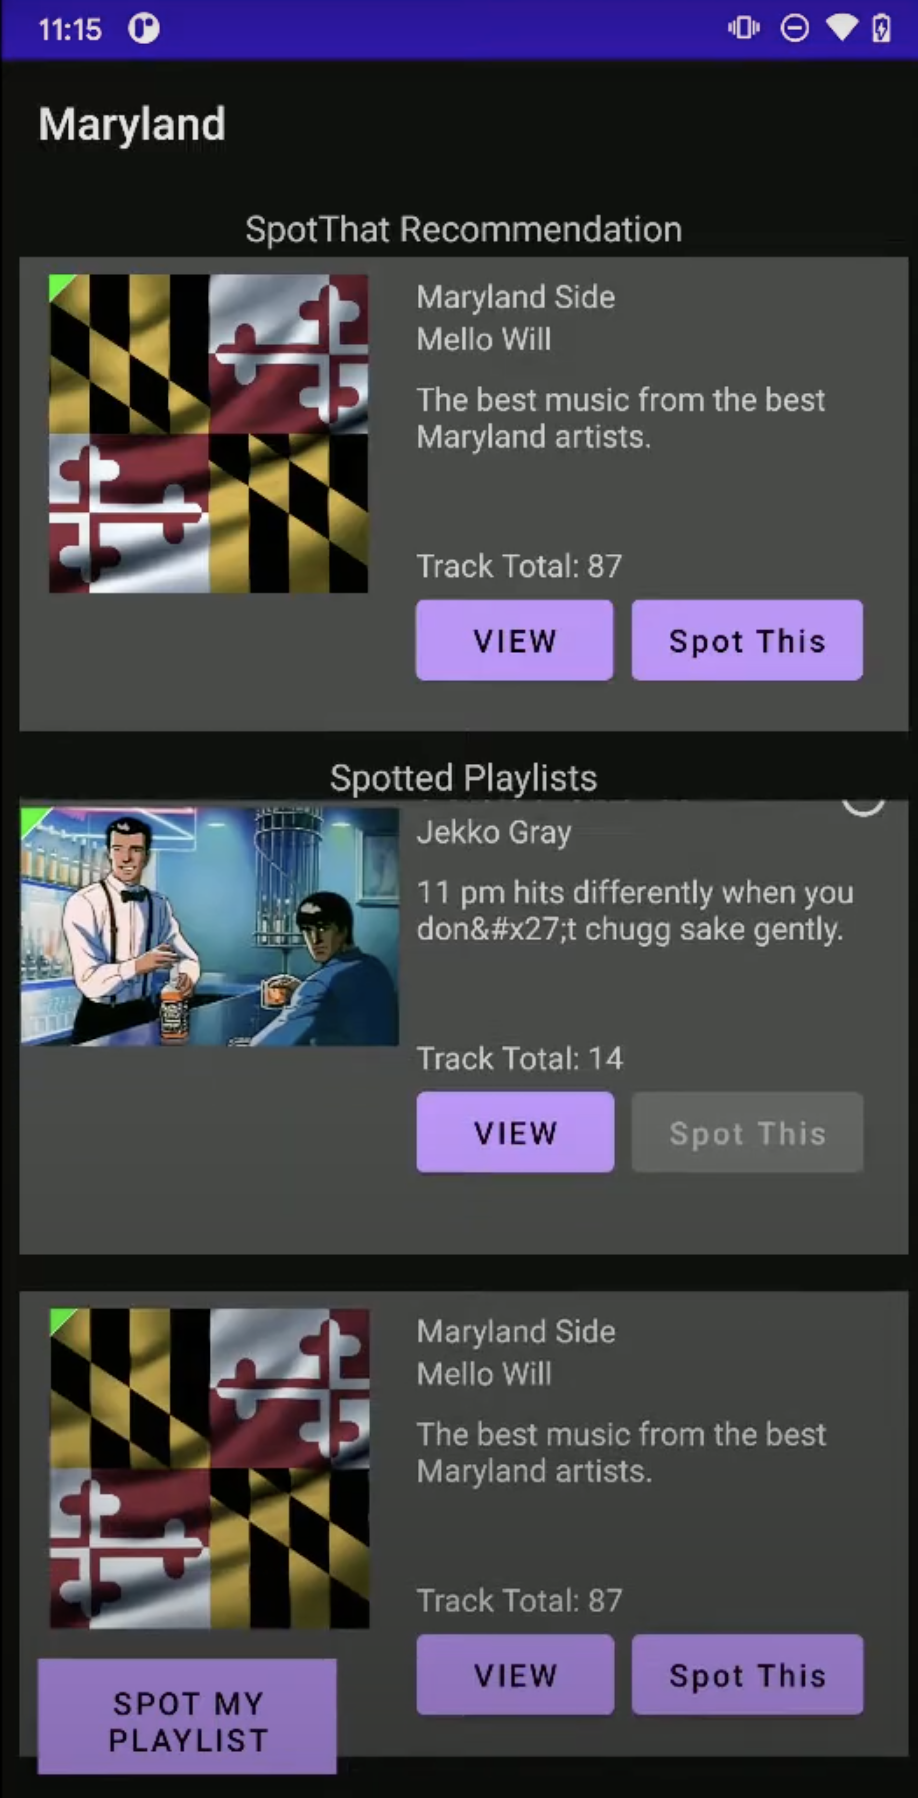 11:15
Maryland
SpotThat Recommendation
Maryland Side
Mello Will
The best music from the best
Maryland artists.
Track Total: 87
VIEW
Spot This
Spotted Playlists
Jekko Gray
11 pm hits differently when you
don&#x27;t chugg sake gently.
Track Total: 14
VIEW
Spot This
Maryland Side
Mello Will
The best music from the best
Maryland artists.
Track Total: 87
VIEW
Spot This
SPOT MY
PLAYLIST